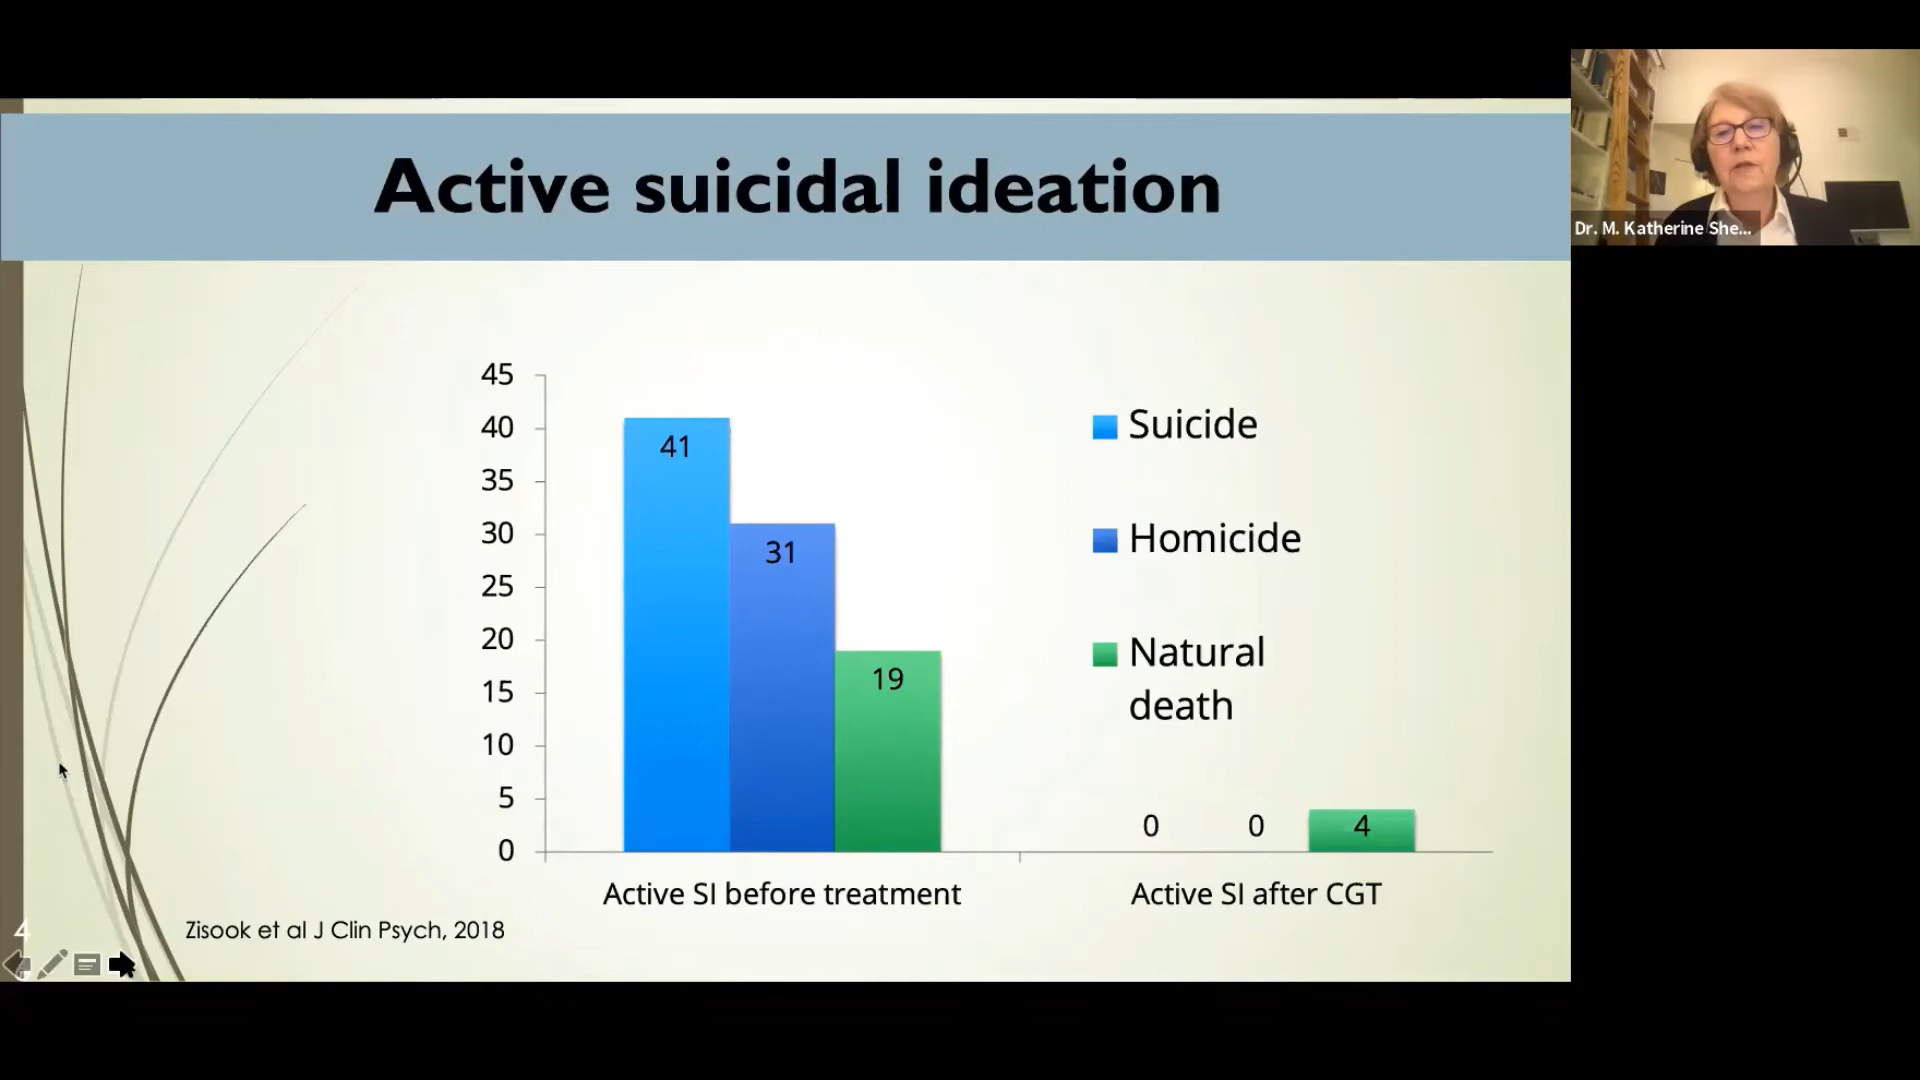 Active suicidal ideation
Dr. M. Katherine She...
45
40
35
30
25
20
15
10
5
0
41
31
19
0
0
4
Suicide
Homicide
Natural
death
Active SI before treatment
Active SI after CGT
Zisook et al J Clin Psych, 2018
4